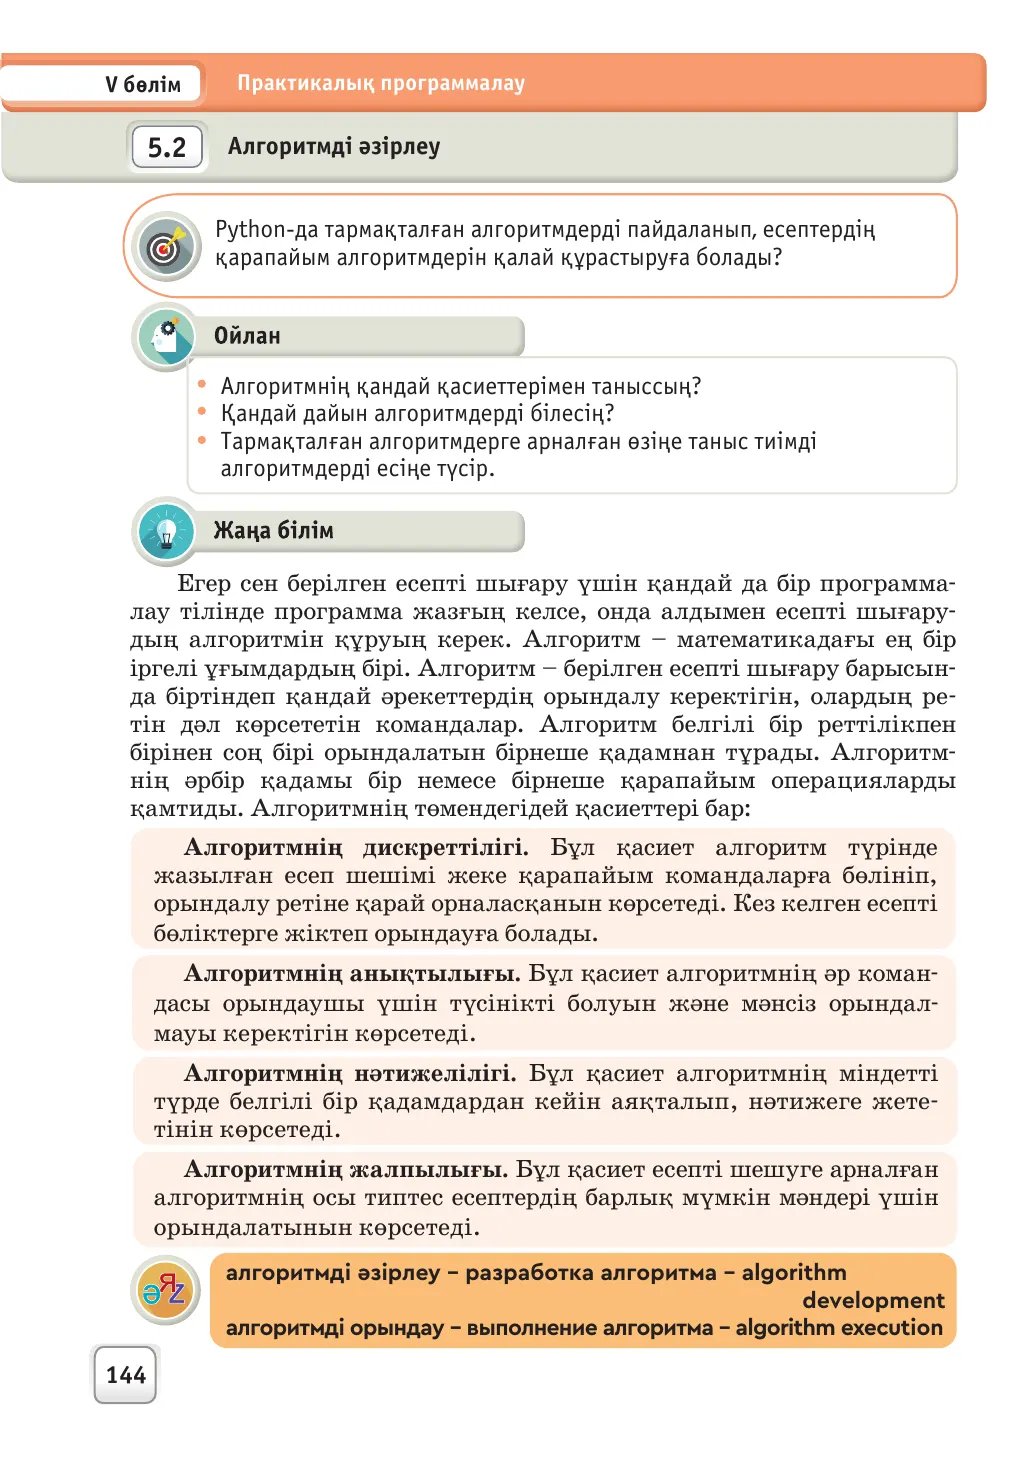 V бөлім
Практикалық программалау
5.2
Алгоритмді әзірлеу
Python-да тармақталған алгоритмдерді пайдаланып, есептердің
қарапайым алгоритмдерін қалай құрастыруға болады?
Ойлан
• Алгоритмнің қандай қасиеттерімен таныссың?
• Қандай дайын алгоритмдерді білесің?
• Тармақталған алгоритмдерге арналған өзіңе таныс тиімді
алгоритмдерді есіңе түсір.
Жаңа білім
Егер сен берілген есепті шығару үшін қандай да бір программа-
лау тілінде программа жазғың келсе, онда алдымен есепті шығару-
дың алгоритмін құруың керек. Алгоритм – математикадағы ең бір
іргелі ұғымдардың бірі. Алгоритм – берілген есепті шығару барысын-
да біртіндеп қандай әрекеттердің орындалу керектігін, олардың ре-
тін дәл көрсететін командалар. Алгоритм белгілі бір реттілікпен
бірінен соң бірі орындалатын бірнеше қадамнан тұрады. Алгоритм-
нің әрбір қадамы бір немесе бірнеше қарапайым операцияларды
қамтиды. Алгоритмнің төмендегідей қасиеттері бар:
Алгоритмнің дискреттілігі. Бұл қасиет алгоритм түрінде
жазылған есеп шешімі жеке қарапайым командаларға бөлініп,
орындалу ретіне қарай орналасқанын көрсетеді. Кез келген есепті
бөліктерге жіктеп орындауға болады.
Алгоритмнің анықтылығы. Бұл қасиет алгоритмнің әр коман-
дасы орындаушы үшін түсінікті болуын және мәнсіз орындал-
мауы керектігін көрсетеді.
Алгоритмнің нәтижелілігі. Бұл қасиет алгоритмнің міндетті
түрде белгілі бір қадамдардан кейін аяқталып, нәтижеге жете-
тінін көрсетеді.
Алгоритмнің жалпылығы. Бұл қасиет есепті шешуге арналған
алгоритмнің осы типтес есептердің барлық мүмкін мәндері үшін
орындалатынын көрсетеді.
ә Я Z
алгоритмді әзірлеу – разработка алгоритма – algorithm
development
алгоритмді орындау – выполнение алгоритма – algorithm execution
144